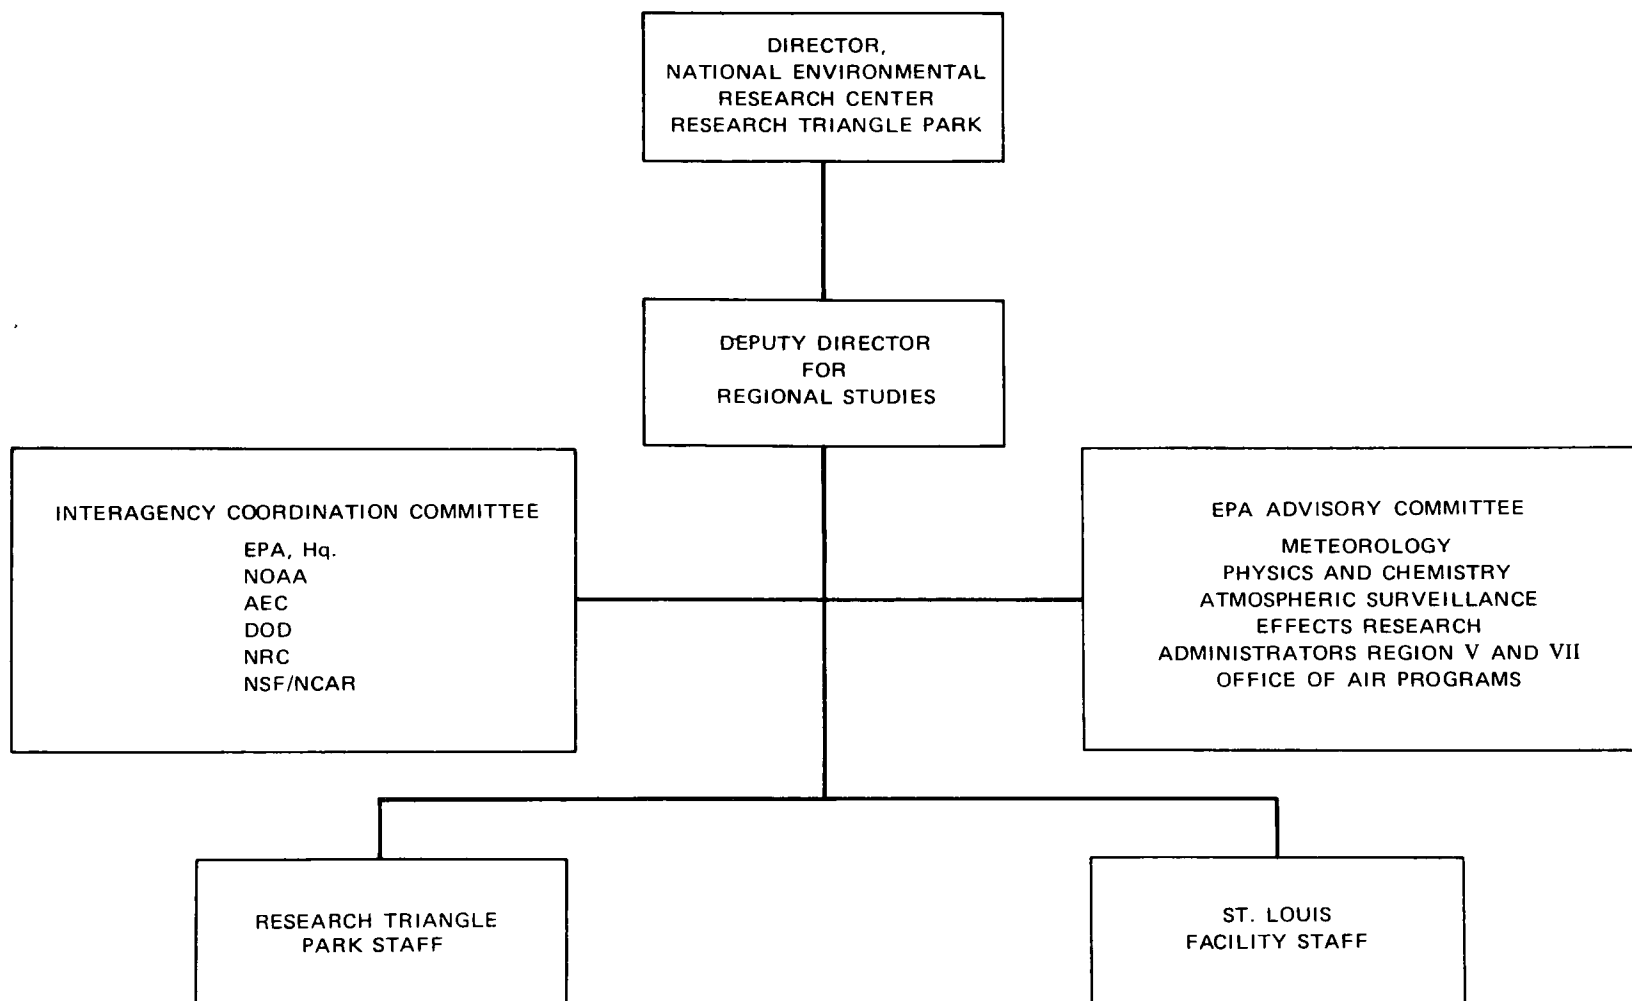 DIRECTOR,
NATIONAL ENVIRONMENTAL
RESEARCH CENTER
RESEARCH TRIANGLE PARK
DEPUTY DIRECTOR
FOR
REGIONAL STUDIES
INTERAGENCY COORDINATION COMMITTEE
EPA, Hq.
NOAA
AEC
DOD
NRC
NSF/NCAR
EPA ADVISORY COMMITTEE
METEOROLOGY
PHYSICS AND CHEMISTRY
ATMOSPHERIC SURVEILLANCE
EFFECTS RESEARCH
ADMINISTRATORS REGION V AND VII
OFFICE OF AIR PROGRAMS
RESEARCH TRIANGLE
PARK STAFF
ST. LOUIS
FACILITY STAFF